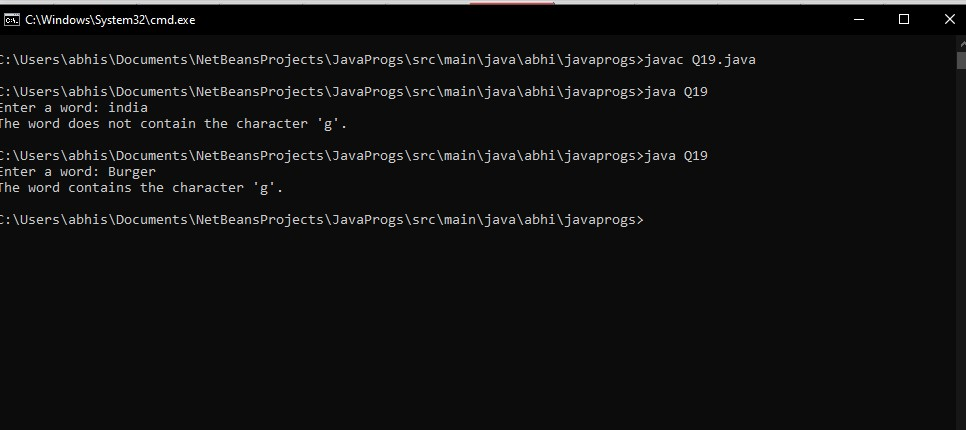 C:\Windows\System32\cmd.exe
C:\Users\abhis\Documents\NetBeansProjects\JavaProgs\src\main\java\abhi\javaprogs>javac Q19.java
C:\Users\abhis\Documents\NetBeansProjects\JavaProgs\src\main\java\abhi\javaprogs>java Q19
Enter a word: india
The word does not contain the character 'g'.
C:\Users\abhis\Documents\NetBeansProjects\JavaProgs\src\main\java\abhi\javaprogs>java Q19
Enter a word: Burger
The word contains the character 'g'.
C:\Users\abhis\Documents\NetBeansProjects\JavaProgs\src\main\java\abhi\javaprogs>